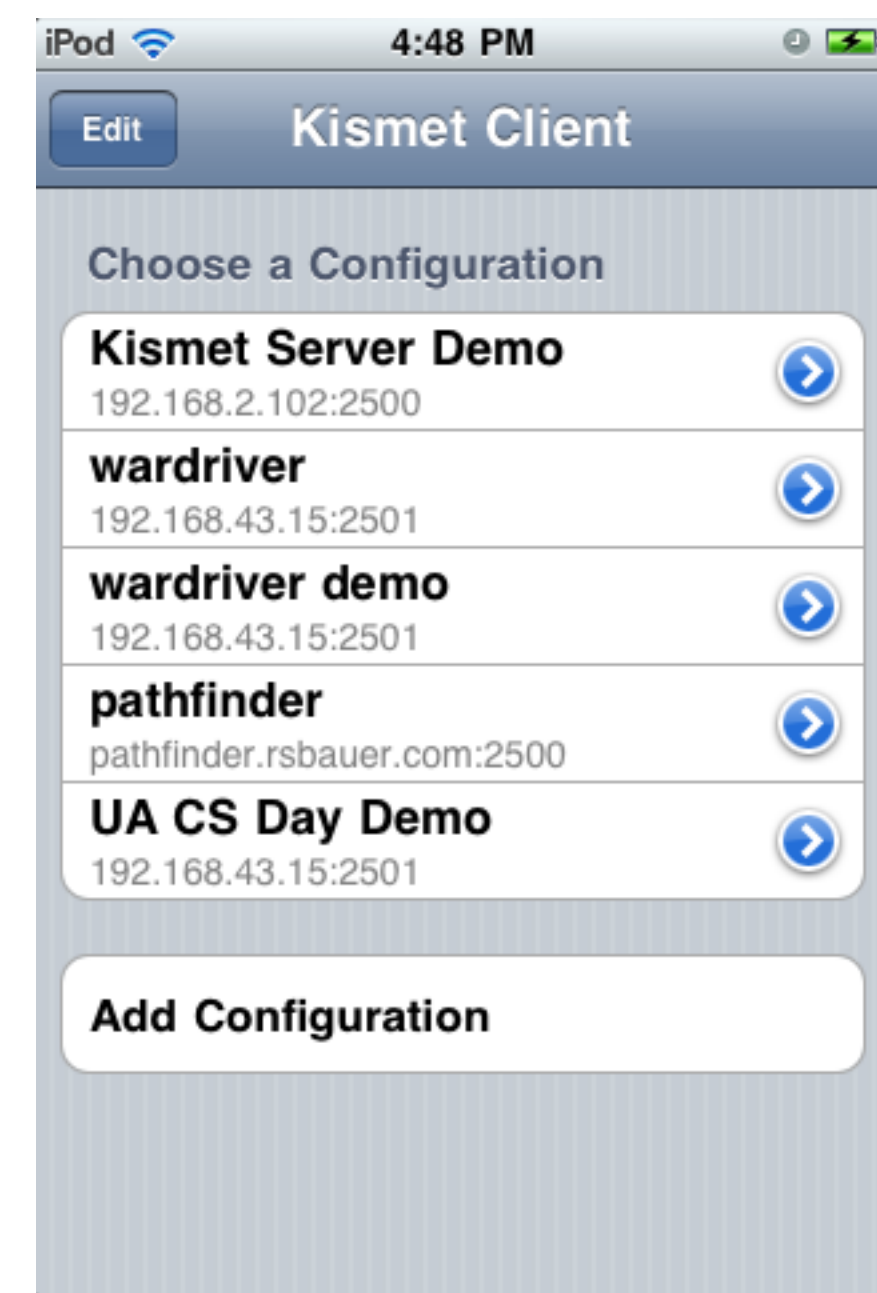 iPod 4:48 PM
Edit Kismet Client
Choose a Configuration
Kismet Server Demo
192.168.2.102:2500
wardriver
192.168.43.15:2501
wardriver demo
192.168.43.15:2501
pathfinder
pathfinder.rsbauer.com:2500
UA CS Day Demo
192.168.43.15:2501
Add Configuration